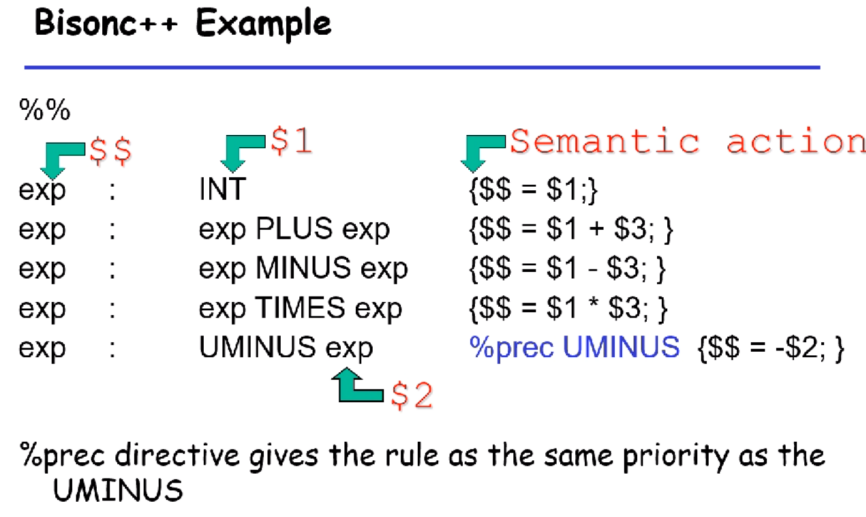 Bisonc++ Example
%%
$$ $1 Semantic action
exp : INT {$$ = $1;}
exp : exp PLUS exp {$$ = $1 + $3; }
exp : exp MINUS exp {$$ = $1 - $3; }
exp : exp TIMES exp {$$ = $1 * $3; }
exp : UMINUS exp %prec UMINUS {$$ = -$2; }
$2
%prec directive gives the rule as the same priority as the
UMINUS